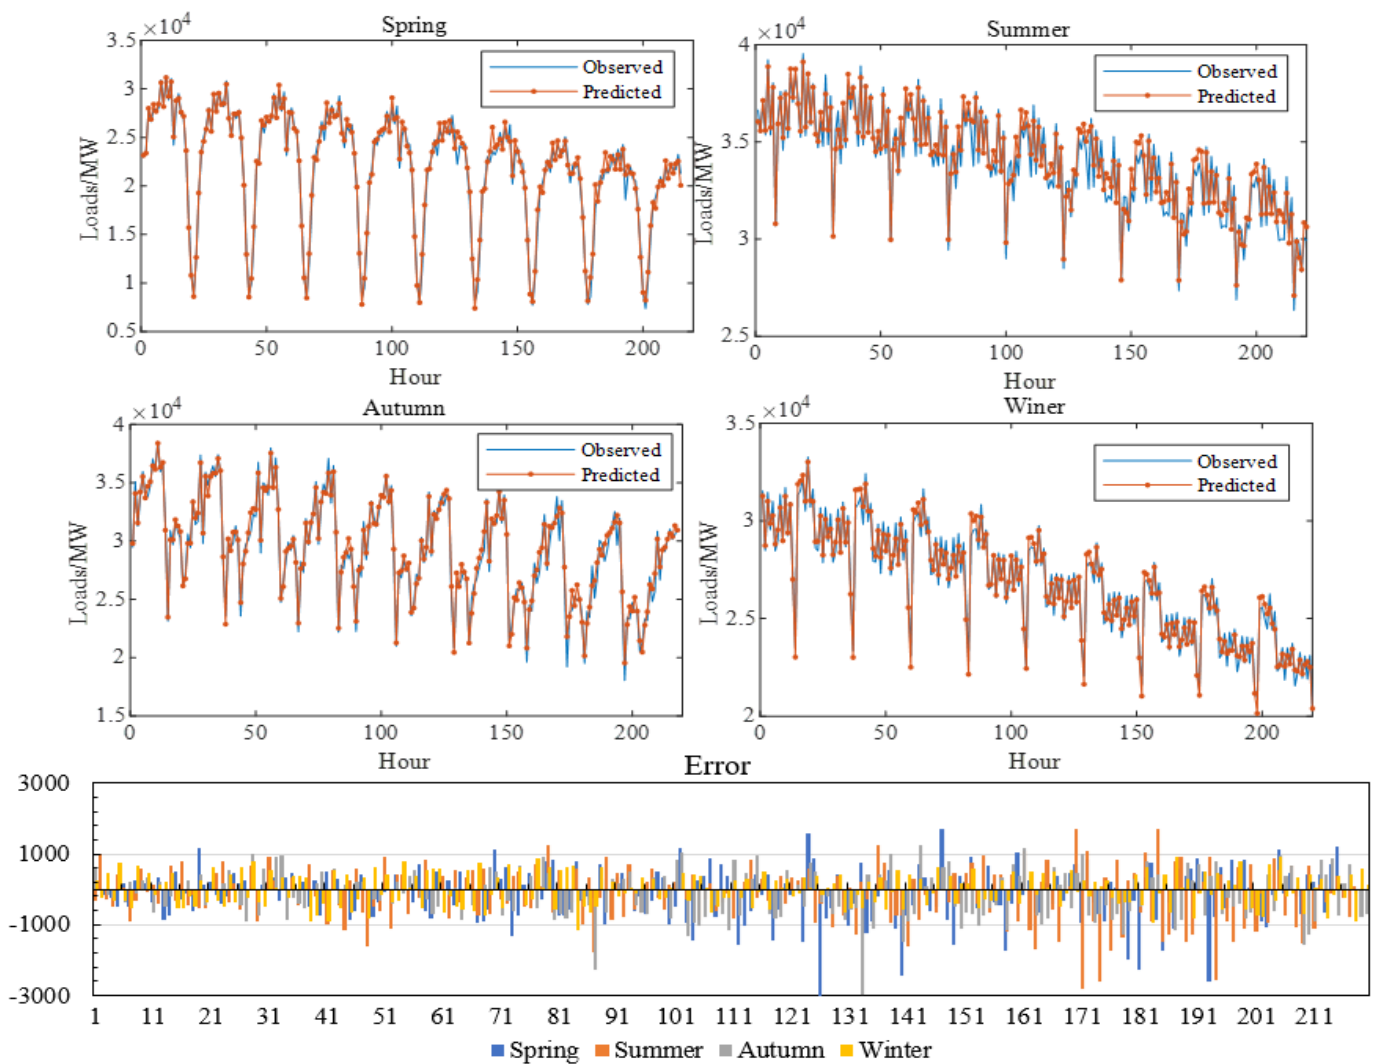 Spring
×10⁴
3.5
3
2.5
2
1.5
1
0.5
0
50
100
150
200
Loads/MW
Hour
Observed
Predicted
Summer
×10⁴
4
3.5
3
2.5
0
50
100
150
200
Loads/MW
Hour
Observed
Predicted
Autumn
×10⁴
4
3.5
3
2.5
2
1.5
0
50
100
150
200
Loads/MW
Hour
Observed
Predicted
Winer
×10⁴
3.5
3
2.5
2
0
50
100
150
200
Loads/MW
Hour
Observed
Predicted
Error
3000
1000
-1000
-3000
1 11 21 31 41 51 61 71 81 91 101 111 121 131 141 151 161 171 181 191 201 211
Spring Summer Autumn Winter